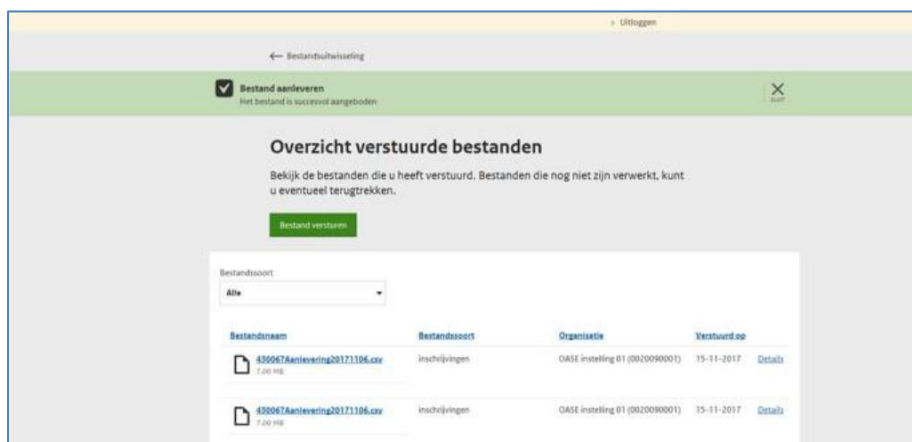 › Uitloggen
← Bestandsuitwisseling
Bestand aanleveren
Het bestand is succesvol aangeboden
SLUIT
Overzicht verstuurde bestanden
Bekijk de bestanden die u heeft verstuurd. Bestanden die nog niet zijn verwerkt, kunt
u eventueel terugtrekken.
Bestand versturen
Bestandssoort
Alle
Bestandsnaam Bestandssoort Organisatie Verstuurd op
430067Aanlevering20171106.csv inschrijvingen OASE instelling 01 (0020090001) 15-11-2017 Details
7.00 MB
430067Aanlevering20171106.csv inschrijvingen OASE instelling 01 (0020090001) 15-11-2017 Details
7.00 MB